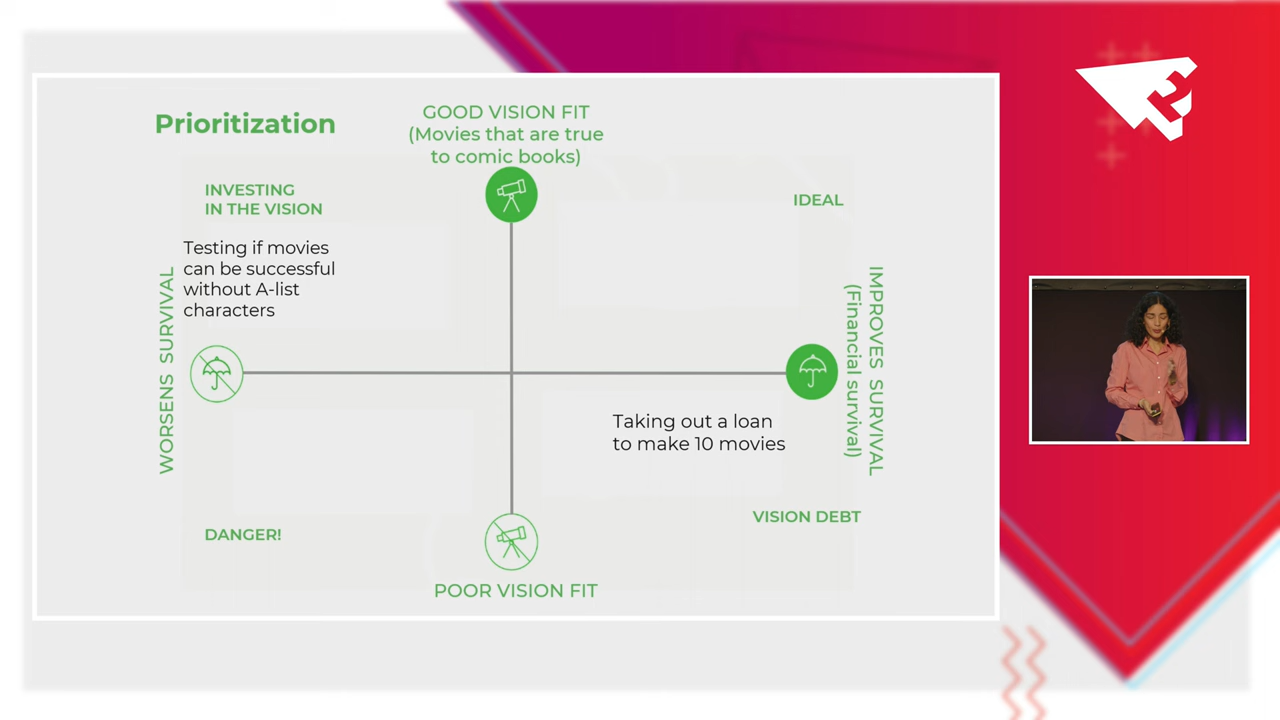 Prioritization
GOOD VISION FIT
(Movies that are true
to comic books)
INVESTING
IN THE VISION
IDEAL
Testing if movies
can be successful
without A-list
characters
WORSENS SURVIVAL
IMPROVES SURVIVAL
(Financial survival)
Taking out a loan
to make 10 movies
DANGER!
VISION DEBT
POOR VISION FIT